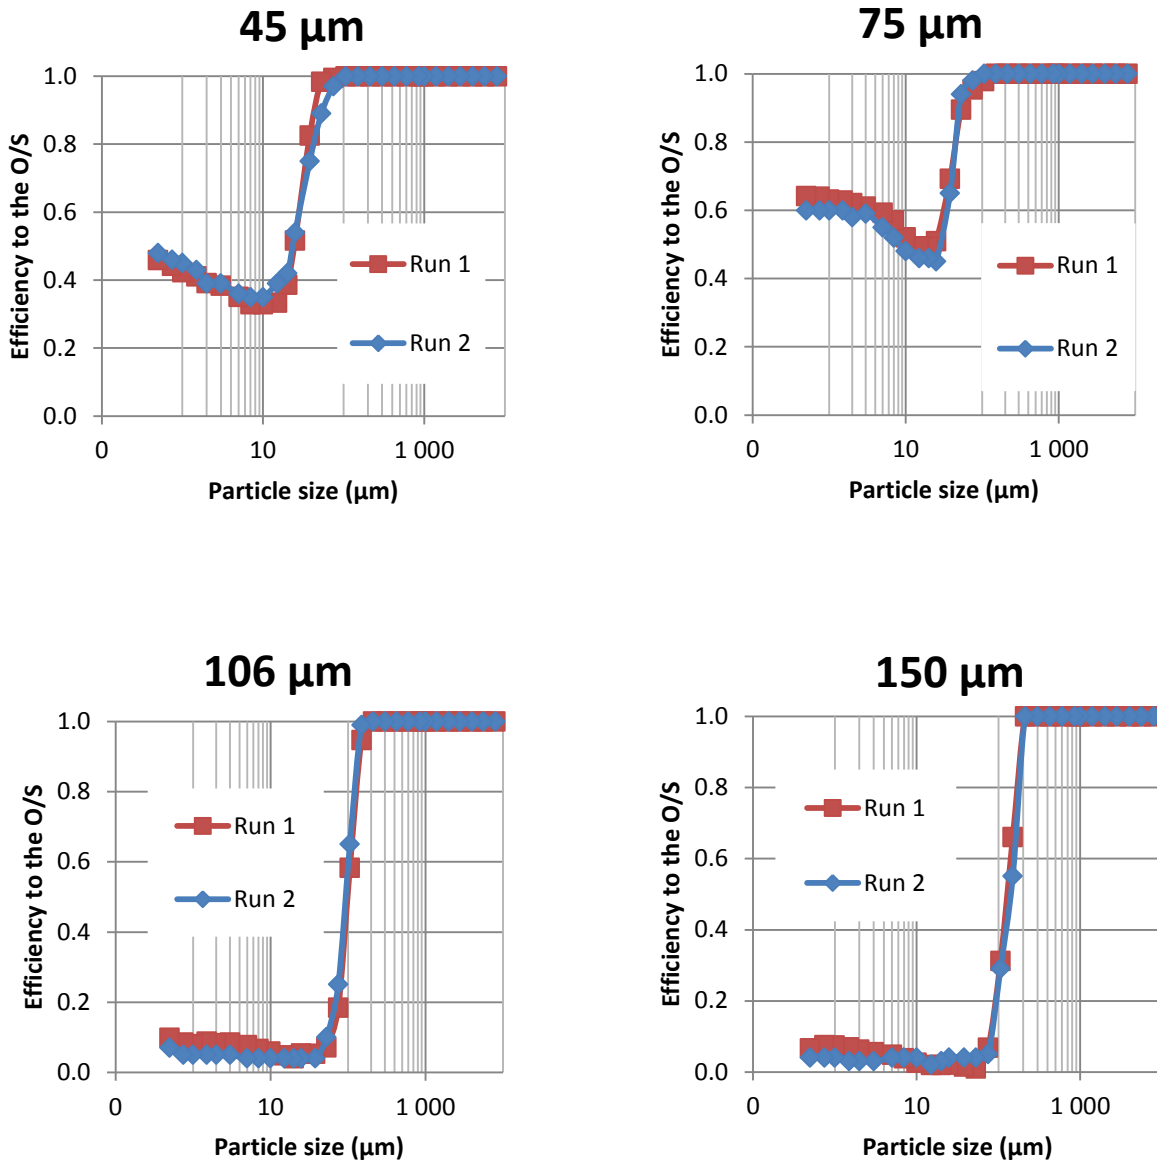 45 µm
1.0
0.8
0.6
0.4
0.2
0.0
Efficiency to the O/S
Run 1
Run 2
0
10
1 000
Particle size (µm)
75 µm
1.0
0.8
0.6
0.4
0.2
0.0
Efficiency to the O/S
Run 1
Run 2
0
10
1 000
Particle size (µm)
106 µm
1.0
0.8
0.6
0.4
0.2
0.0
Efficiency to the O/S
Run 1
Run 2
0
10
1 000
Particle size (µm)
150 µm
1.0
0.8
0.6
0.4
0.2
0.0
Efficiency to the O/S
Run 1
Run 2
0
10
1 000
Particle size (µm)